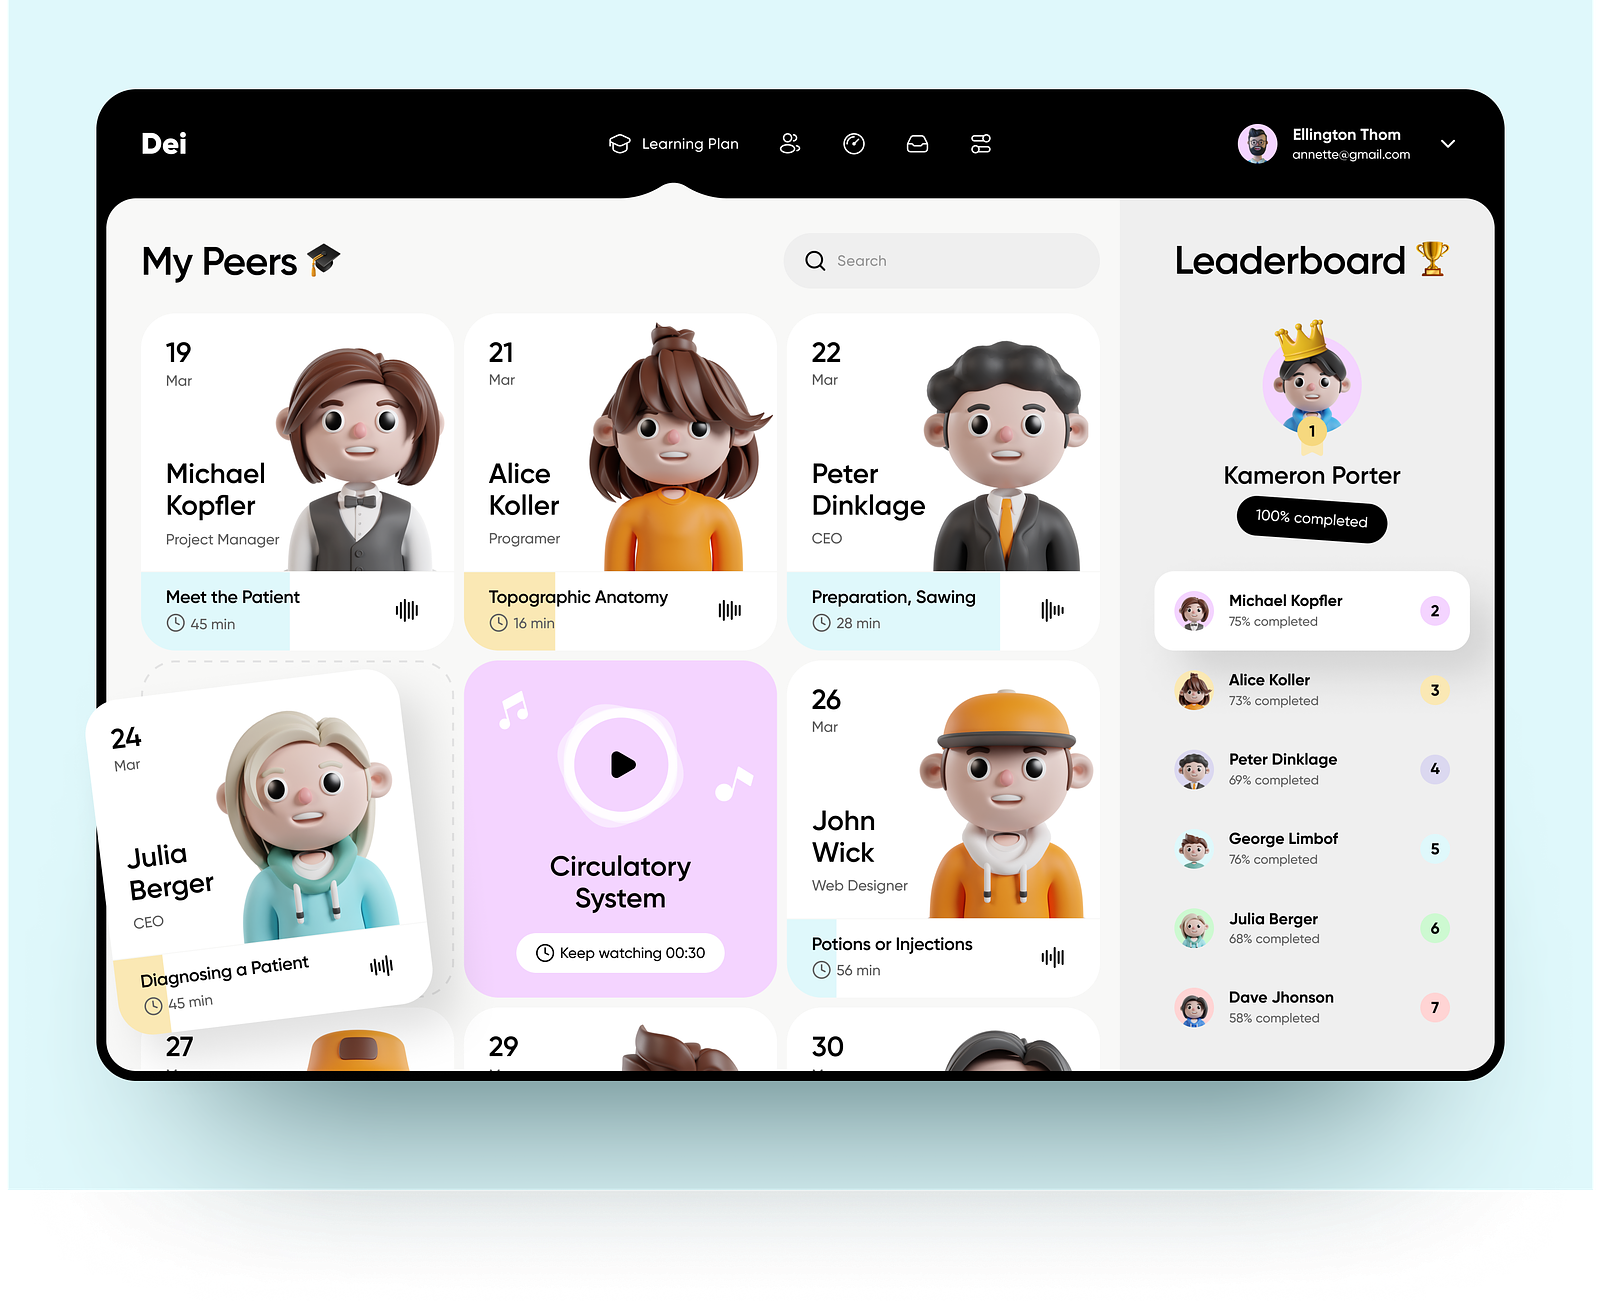 Dei
Learning Plan
Ellington Thom
annette@gmail.com
My Peers
Search
Leaderboard
19
Mar
Michael
Kopfler
Project Manager
Meet the Patient
45 min
21
Mar
Alice
Koller
Programer
Topographic Anatomy
16 min
22
Mar
Peter
Dinklage
CEO
Preparation, Sawing
28 min
24
Mar
Julia
Berger
CEO
Diagnosing a Patient
45 min
Circulatory
System
Keep watching 00:30
26
Mar
John
Wick
Web Designer
Potions or Injections
56 min
27
29
30
1
Kameron Porter
100% completed
Michael Kopfler
75% completed
2
Alice Koller
73% completed
3
Peter Dinklage
69% completed
4
George Limbof
76% completed
5
Julia Berger
68% completed
6
Dave Jhonson
58% completed
7